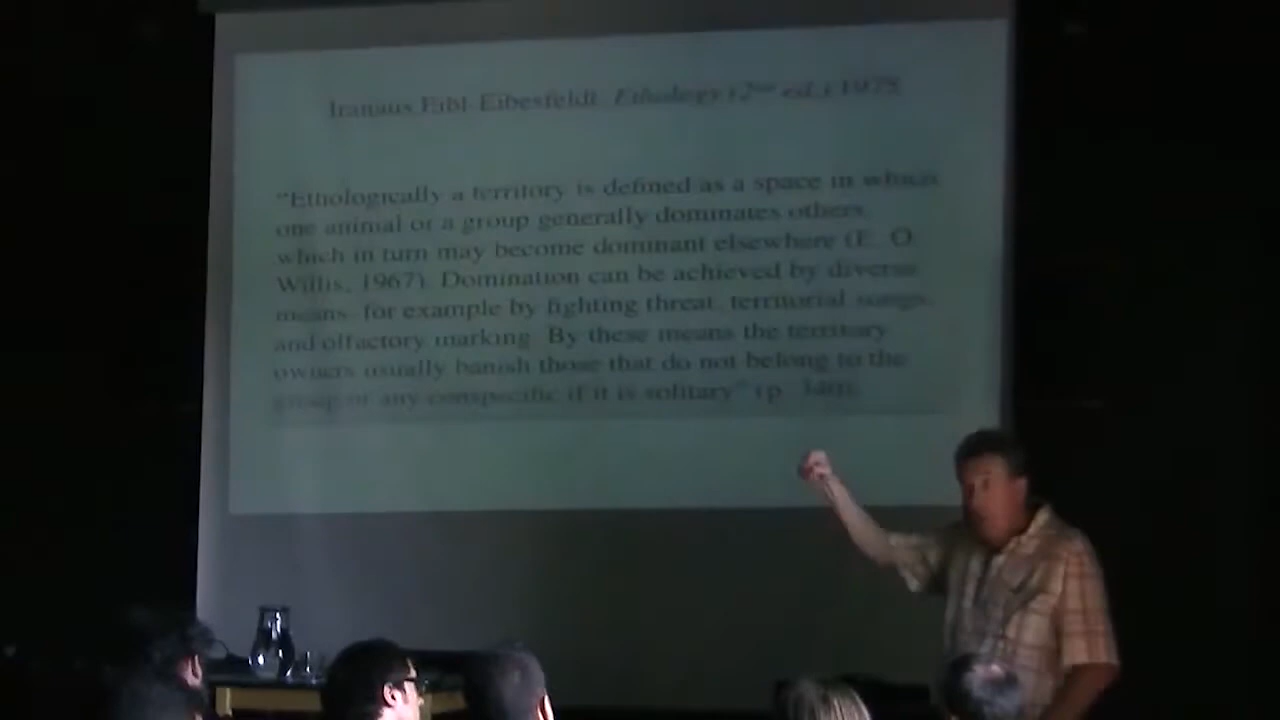 Iranaus Eibl-Eibesfeldt Ethology (2nd ed.) 1975
"Ethologically a territory is defined as a space in which
one animal or a group generally dominates others,
which in turn may become dominant elsewhere (E. O.
Willis, 1967). Domination can be achieved by diverse
means, for example by fighting threat, territorial songs,
and olfactory marking. By these means the territory
owners usually banish those that do not belong to the
group or any conspecific if it is solitary" (p.